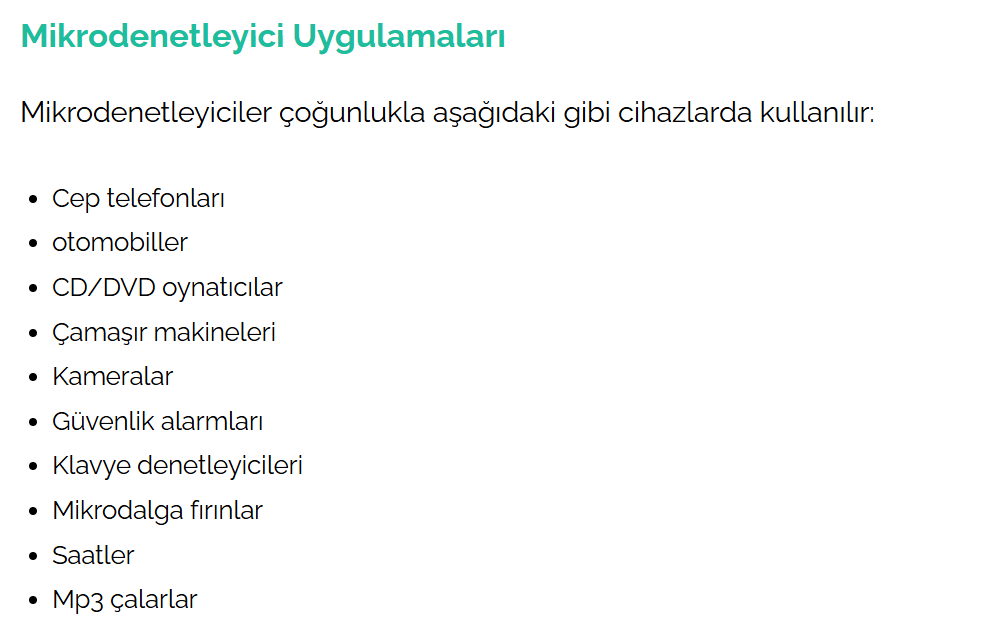 Mikrodenetleyici Uygulamaları
Mikrodenetleyiciler çoğunlukla aşağıdaki gibi cihazlarda kullanılır:
• Cep telefonları
• otomobiller
• CD/DVD oynatıcılar
• Çamaşır makineleri
• Kameralar
• Güvenlik alarmları
• Klavye denetleyicileri
• Mikrodalga fırınlar
• Saatler
• Mp3 çalarlar